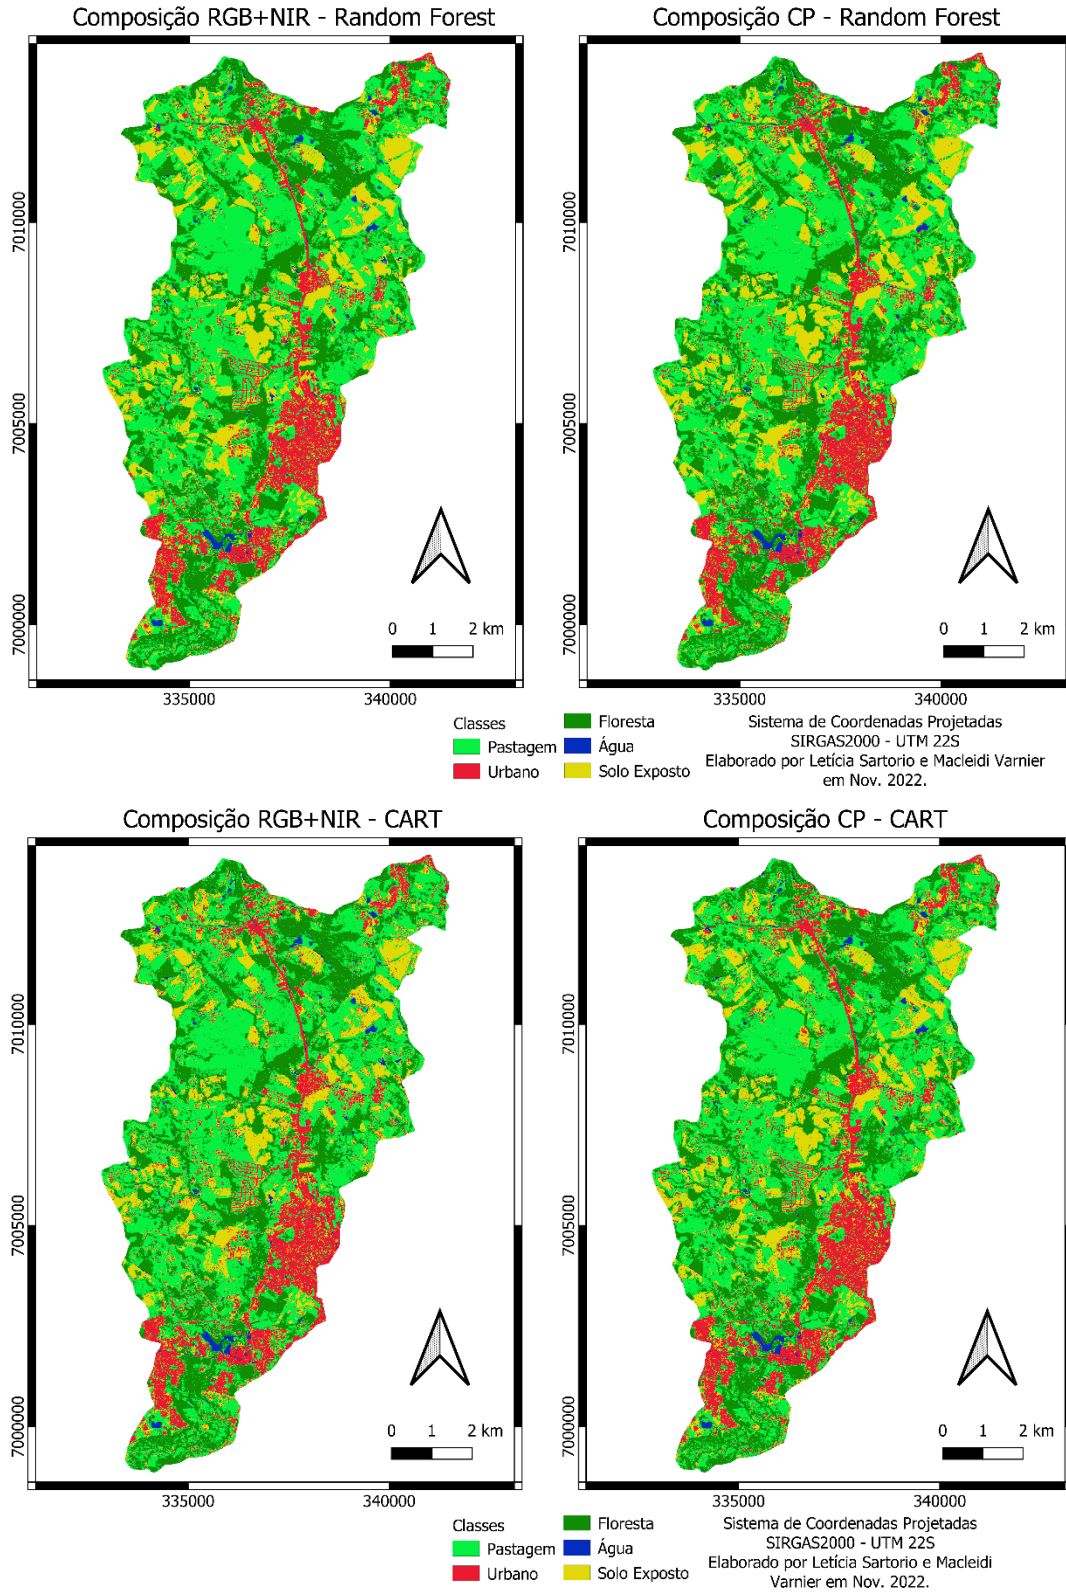 Composição RGB+NIR - Random Forest
Composição CP - Random Forest
7010000
7005000
7000000
0 1 2 km
335000 340000
7010000
7005000
7000000
0 1 2 km
335000 340000
Classes
Pastagem
Urbano
Floresta
Água
Solo Exposto
Sistema de Coordenadas Projetadas
SIRGAS2000 - UTM 22S
Elaborado por Letícia Sartorio e Macleidi Varnier
em Nov. 2022.
Composição RGB+NIR - CART
Composição CP - CART
7010000
7005000
7000000
0 1 2 km
335000 340000
7010000
7005000
7000000
0 1 2 km
335000 340000
Classes
Pastagem
Urbano
Floresta
Água
Solo Exposto
Sistema de Coordenadas Projetadas
SIRGAS2000 - UTM 22S
Elaborado por Letícia Sartorio e Macleidi
Varnier em Nov. 2022.